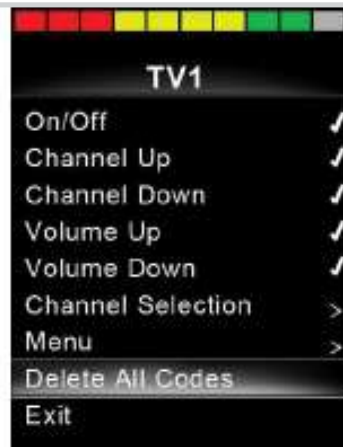 TV1
On/Off ✓
Channel Up ✓
Channel Down ✓
Volume Up ✓
Volume Down ✓
Channel Selection >
Menu >
Delete All Codes
Exit